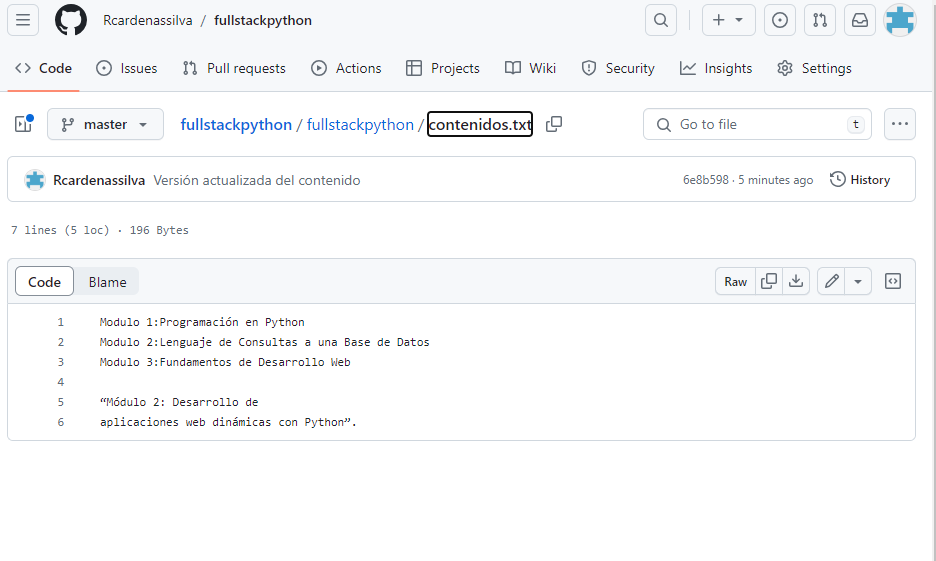 Rcardenassilva / fullstackpython
Code Issues Pull requests Actions Projects Wiki Security Insights Settings
master fullstackpython / fullstackpython / contenidos.txt Go to file t
Rcardenassilva Versión actualizada del contenido 6e8b598 · 5 minutes ago History
7 lines (5 loc) · 196 Bytes
Code Blame Raw
1 Modulo 1:Programación en Python
2 Modulo 2:Lenguaje de Consultas a una Base de Datos
3 Modulo 3:Fundamentos de Desarrollo Web
4
5 “Módulo 2: Desarrollo de
6 aplicaciones web dinámicas con Python”.